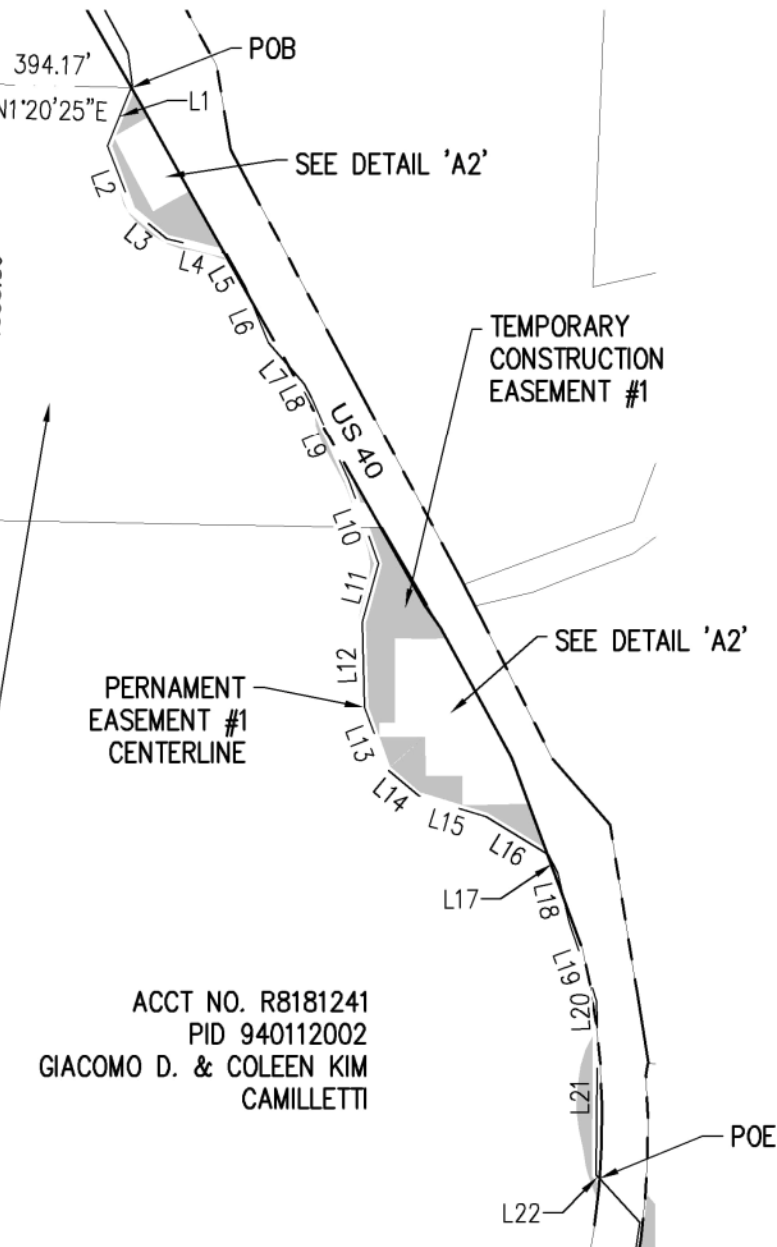 394.17'
POB
N1°20'25"E
L1
SEE DETAIL 'A2'
L2
L3
L4
L5
L6
TEMPORARY
CONSTRUCTION
EASEMENT #1
L7
L8
US 40
L9
L10
L11
SEE DETAIL 'A2'
L12
PERNAMENT
EASEMENT #1
CENTERLINE
L13
L14
L15
L16
L17
L18
L19
L20
ACCT NO. R8181241
PID 940112002
GIACOMO D. & COLEEN KIM
CAMILLETTI
L21
POE
L22